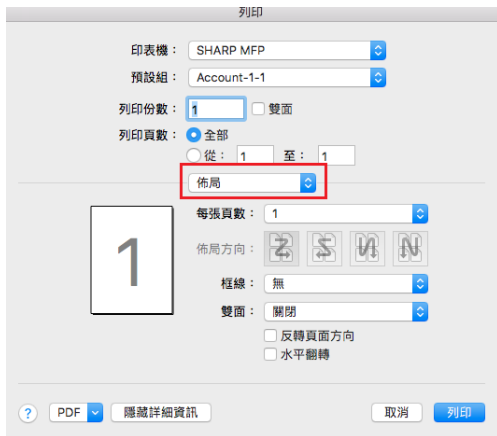 列印
印表機： SHARP MFP
預設組： Account-1-1
列印份數： 1 雙面
列印頁數： 全部
從： 1 至： 1
佈局
每張頁數： 1
佈局方向：
框線： 無
雙面： 關閉
反轉頁面方向
水平翻轉
1
? PDF 隱藏詳細資訊 取消 列印